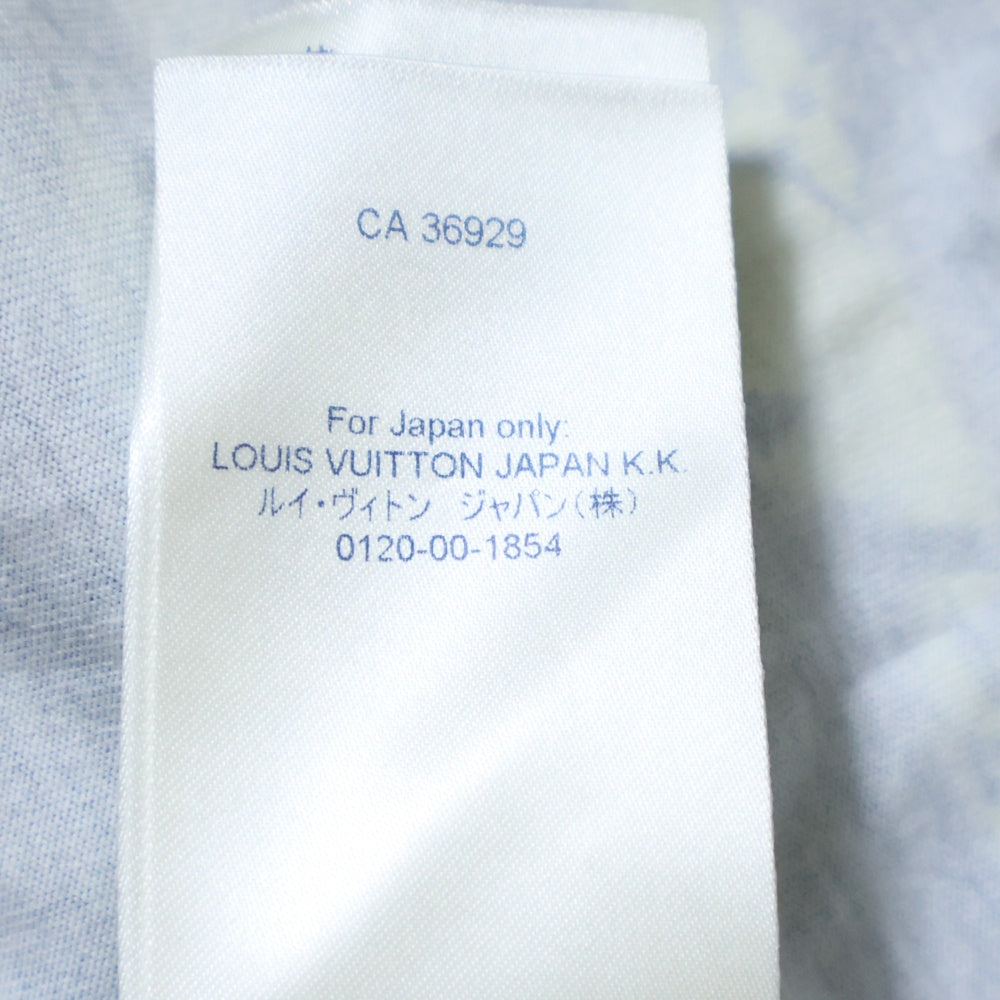 CA 36929
For Japan only:
LOUIS VUITTON JAPAN K.K.
ルイ・ヴィトン ジャパン(株)
0120-00-1854